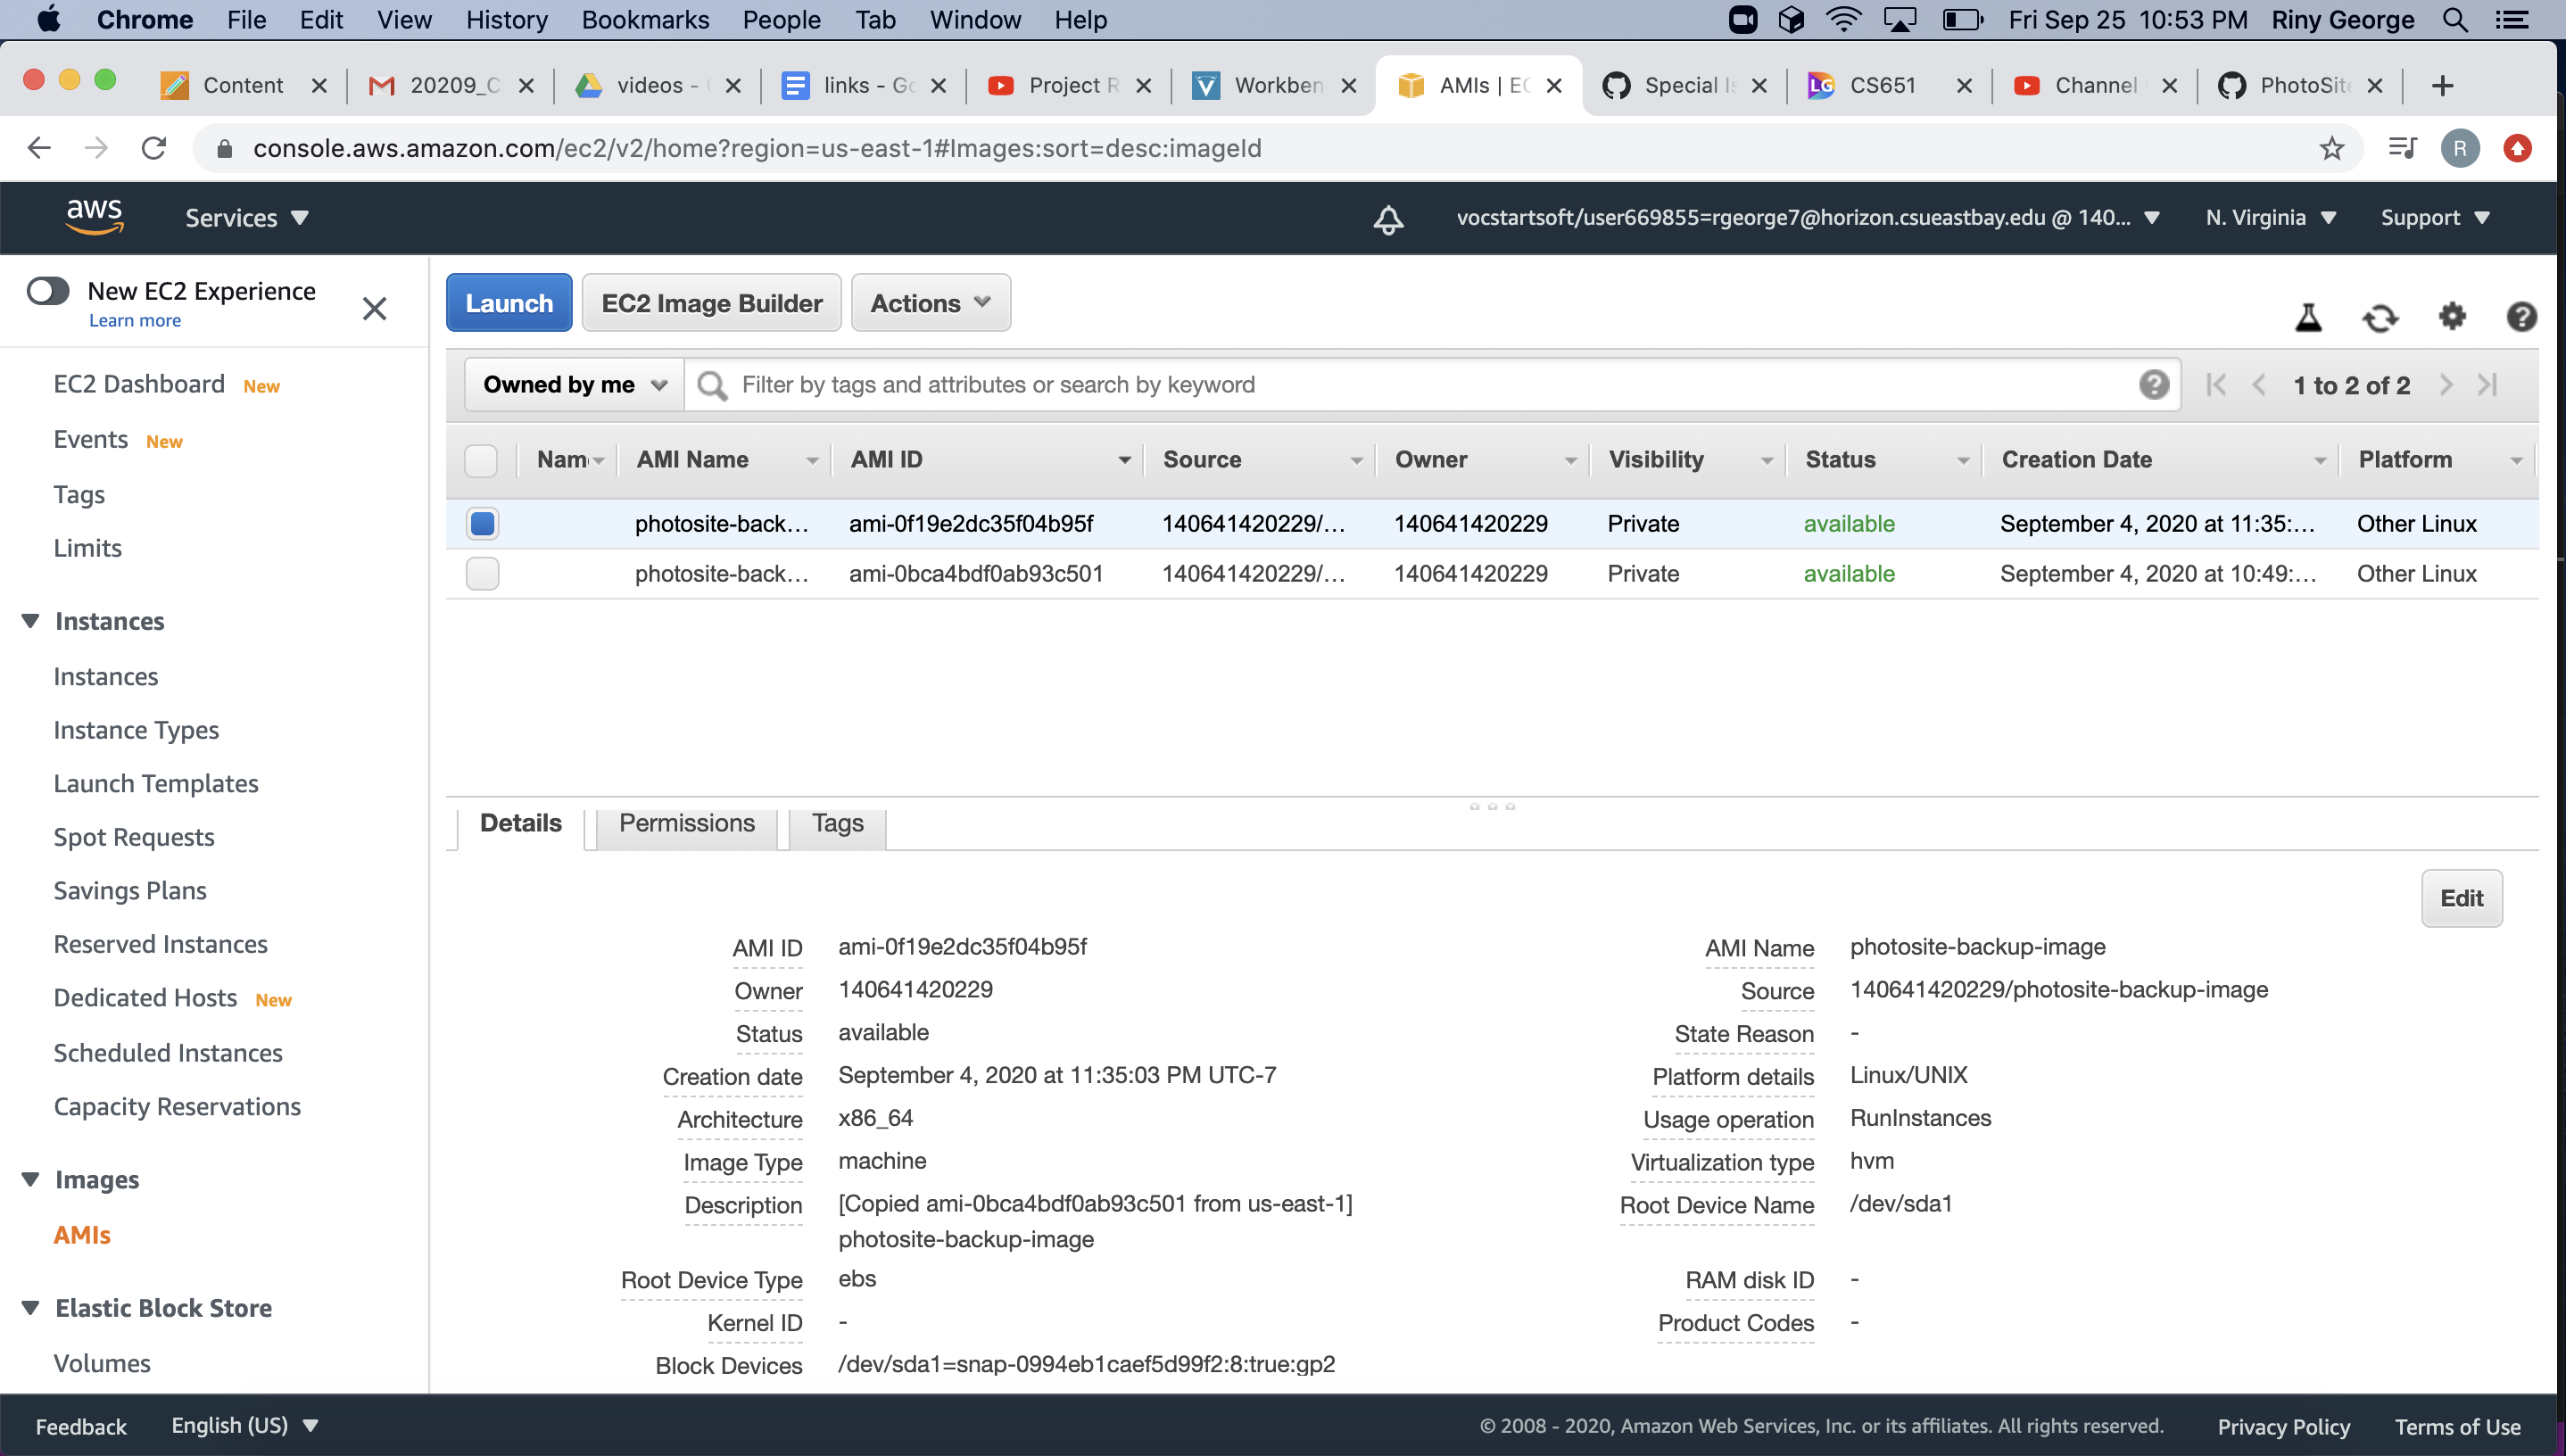 Chrome File Edit View History Bookmarks People Tab Window Help Fri Sep 25 10:53 PM Riny George
Content 20209_C videos - links - Go Project R Workben AMIs | EC Special Is LG CS651 Channel PhotoSite
console.aws.amazon.com/ec2/v2/home?region=us-east-1#Images:sort=desc:imageId R
aws Services vocstartsoft/user669855=rgeorge7@horizon.csueastbay.edu @ 140... N. Virginia Support
New EC2 Experience
Learn more
EC2 Dashboard New
Events New
Tags
Limits
Instances
Instances
Instance Types
Launch Templates
Spot Requests
Savings Plans
Reserved Instances
Dedicated Hosts New
Scheduled Instances
Capacity Reservations
Images
AMIs
Elastic Block Store
Volumes
Launch EC2 Image Builder Actions
Owned by me Filter by tags and attributes or search by keyword 1 to 2 of 2
Name AMI Name AMI ID Source Owner Visibility Status Creation Date Platform
photosite-back... ami-0f19e2dc35f04b95f 140641420229/... 140641420229 Private available September 4, 2020 at 11:35:... Other Linux
photosite-back... ami-0bca4bdf0ab93c501 140641420229/... 140641420229 Private available September 4, 2020 at 10:49:... Other Linux
Details Permissions Tags
Edit
AMI ID ami-0f19e2dc35f04b95f AMI Name photosite-backup-image
Owner 140641420229 Source 140641420229/photosite-backup-image
Status available State Reason -
Creation date September 4, 2020 at 11:35:03 PM UTC-7 Platform details Linux/UNIX
Architecture x86_64 Usage operation RunInstances
Image Type machine Virtualization type hvm
Description [Copied ami-0bca4bdf0ab93c501 from us-east-1] Root Device Name /dev/sda1
photosite-backup-image
Root Device Type ebs RAM disk ID -
Kernel ID - Product Codes -
Block Devices /dev/sda1=snap-0994eb1caef5d99f2:8:true:gp2
Feedback English (US) © 2008 - 2020, Amazon Web Services, Inc. or its affiliates. All rights reserved. Privacy Policy Terms of Use